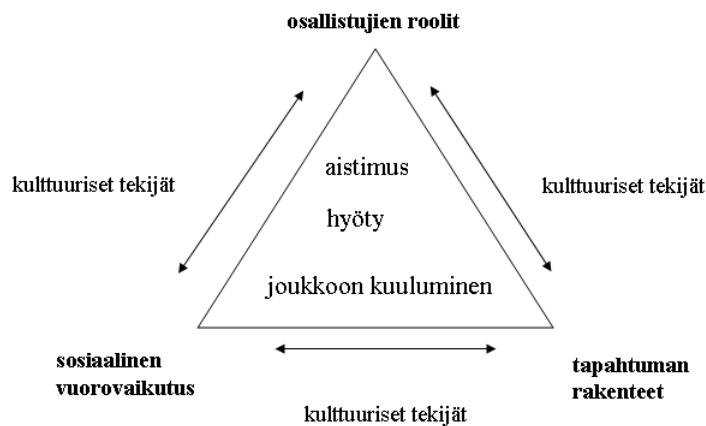 osallistujien roolit
aistimus
kulttuuriset tekijät
kulttuuriset tekijät
hyöty
joukkoon kuuluminen
sosiaalinen
vuorovaikutus
tapahtuman
rakenteet
kulttuuriset tekijät